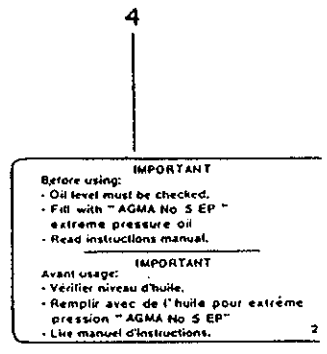 4
IMPORTANT
Before using:
- Oil level must be checked.
- Fill with "AGMA No 5 EP"
extreme pressure oil
- Read instructions manual.
IMPORTANT
Avant usage:
- Vérifier niveau d'huile.
- Remplir avec de l'huile pour extrême
pression "AGMA No 5 EP"
- Lire manuel d'instructions.
2